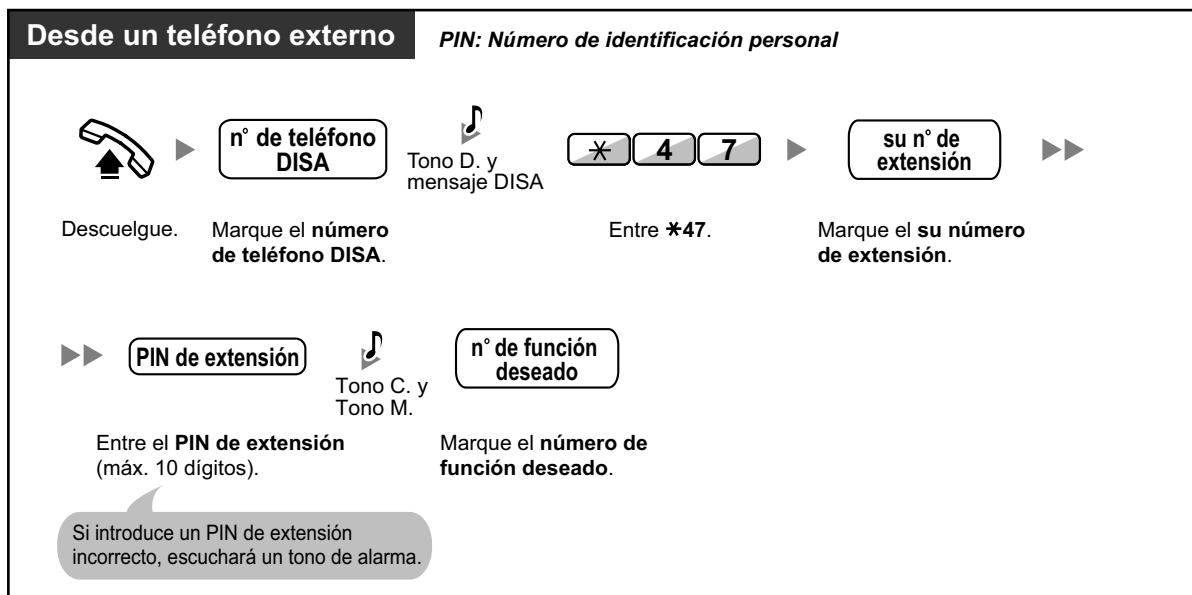 Desde un teléfono externo
PIN: Número de identificación personal
n° de teléfono
DISA
Tono D. y
mensaje DISA
* 4 7
su n° de
extensión
Descuelgue.
Marque el número
de teléfono DISA.
Entre *47.
Marque el su número
de extensión.
PIN de extensión
Tono C. y
Tono M.
n° de función
deseado
Entre el PIN de extensión
(máx. 10 dígitos).
Marque el número de
función deseado.
Si introduce un PIN de extensión
incorrecto, escuchará un tono de alarma.